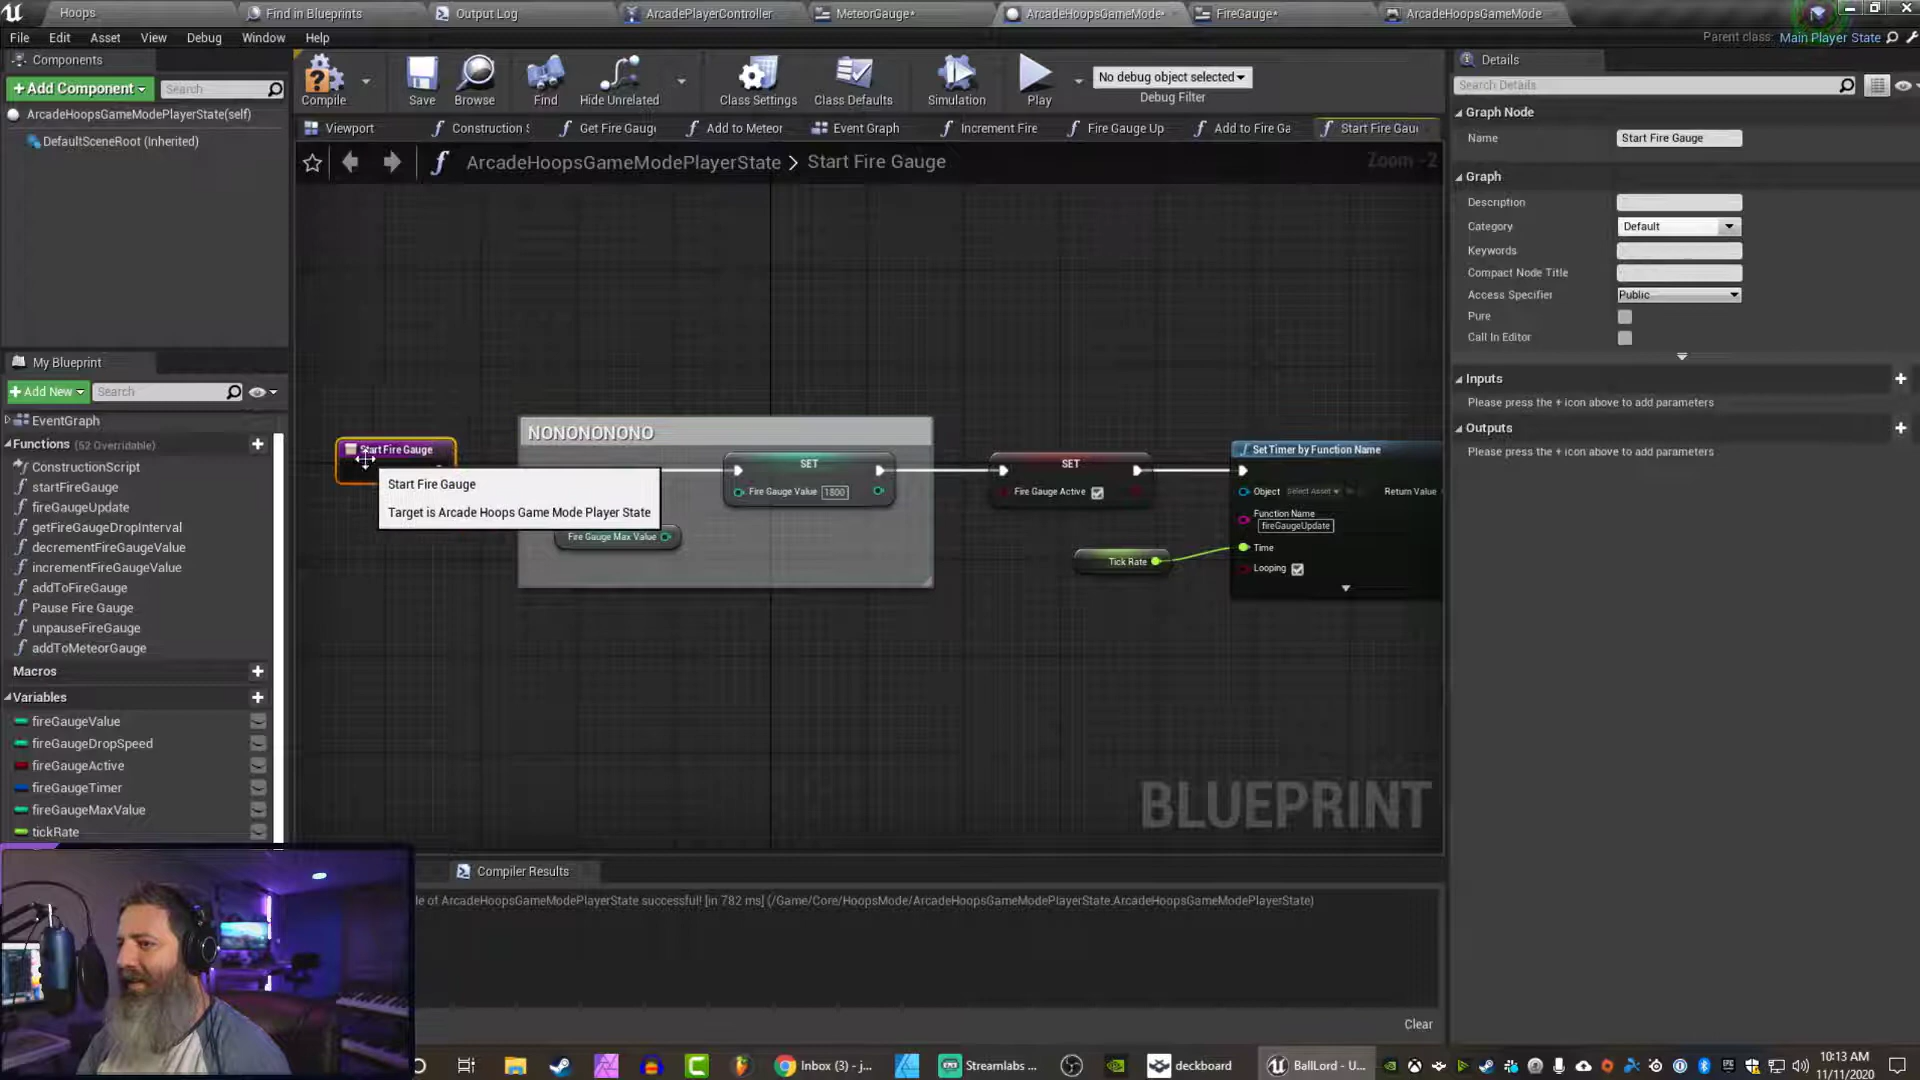 Hoops
Find in Blueprints
Output Log
ArcadePlayerController
MeteorGauge*
ArcadeHoopsGameMode*
FireGauge*
ArcadeHoopsGameMode
File Edit Asset View Debug Window Help
Parent class: Main Player State
Components
+Add Component
Search
ArcadeHoopsGameModePlayerState(self)
DefaultSceneRoot (Inherited)
Compile
Save
Browse
Find
Hide Unrelated
Class Settings
Class Defaults
Simulation
Play
No debug object selected
Debug Filter
Viewport
Construction S
Get Fire Gaug
Add to Meteor
Event Graph
Increment Fire
Fire Gauge Up
Add to Fire Ga
Start Fire Gau
ArcadeHoopsGameModePlayerState > Start Fire Gauge
Zoom -2
My Blueprint
+Add New
Search
EventGraph
Functions (52 Overridable)
ConstructionScript
startFireGauge
fireGaugeUpdate
getFireGaugeDropInterval
decrementFireGaugeValue
incrementFireGaugeValue
addToFireGauge
Pause Fire Gauge
unpauseFireGauge
addToMeteorGauge
Macros
Variables
fireGaugeValue
fireGaugeDropSpeed
fireGaugeActive
fireGaugeTimer
fireGaugeMaxValue
tickRate
Start Fire Gauge
Start Fire Gauge
Target is Arcade Hoops Game Mode Player State
NONONONONO
SET
Fire Gauge Value 1800
Fire Gauge Max Value
SET
Fire Gauge Active
Tick Rate
Set Timer by Function Name
Object Select Asset
Return Value
Function Name
fireGaugeUpdate
Time
Looping
BLUEPRINT
Details
Search Details
Graph Node
Name Start Fire Gauge
Graph
Description
Category Default
Keywords
Compact Node Title
Access Specifier Public
Pure
Call In Editor
Inputs
Please press the + icon above to add parameters
Outputs
Please press the + icon above to add parameters
Compiler Results
le of ArcadeHoopsGameModePlayerState successful! [in 782 ms] (/Game/Core/HoopsMode/ArcadeHoopsGameModePlayerState.ArcadeHoopsGameModePlayerState)
Clear
Inbox (3) - j...
Streamlabs ...
deckboard
BallLord - U...
10:13 AM
11/11/2020